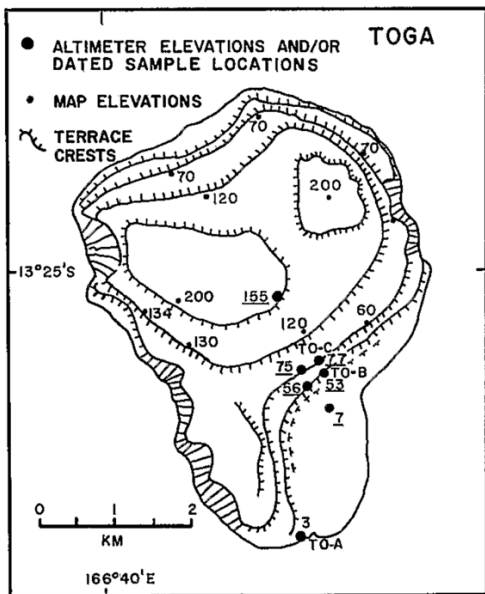 TOGA
ALTIMETER ELEVATIONS AND/OR
DATED SAMPLE LOCATIONS
MAP ELEVATIONS
TERRACE
CRESTS
70
70
70
120
200
13°25'S
200
155
134
130
120
60
TO-C
77
75
TO-B
56
53
7
3
TO-A
0 2
KM
166°40'E